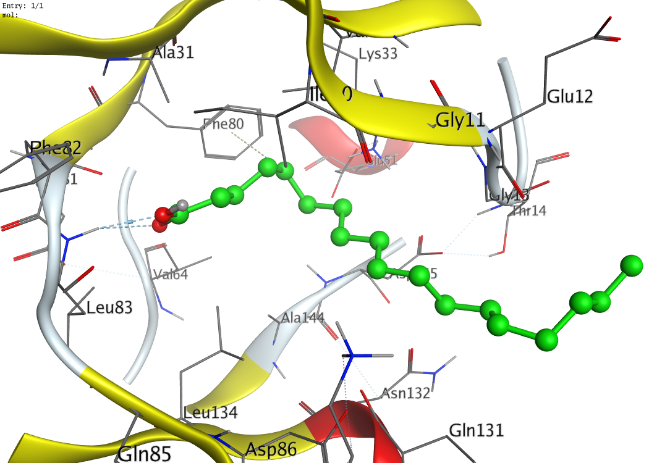 Entry: 1/1
mol:
Ala31
Lys33
Glu12
Gly11
Phe80
Phe82
Gly13
Thr14
Val64
Leu83
Ala144
Asn132
Leu134
Gln131
Gln85
Asp86